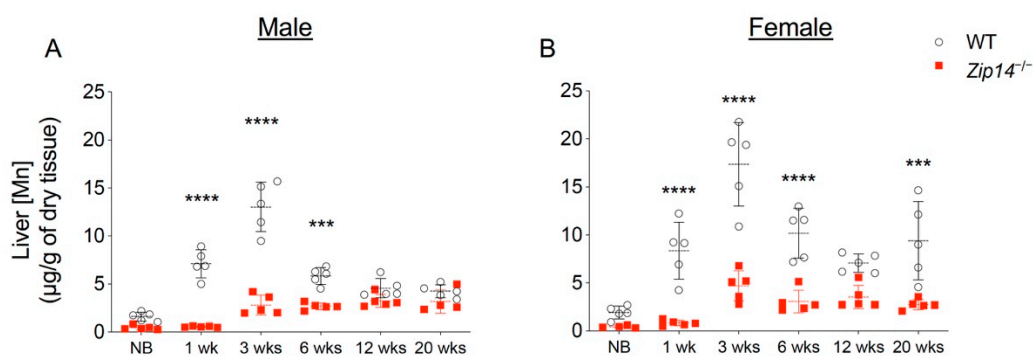 Male
Female
A
B
WT
Zip14⁻/⁻
Liver [Mn]
(µg/g of dry tissue)
25
20
15
10
5
0
****
****
***
NB 1 wk 3 wks 6 wks 12 wks 20 wks
25
20
15
10
5
0
****
****
****
***
NB 1 wk 3 wks 6 wks 12 wks 20 wks